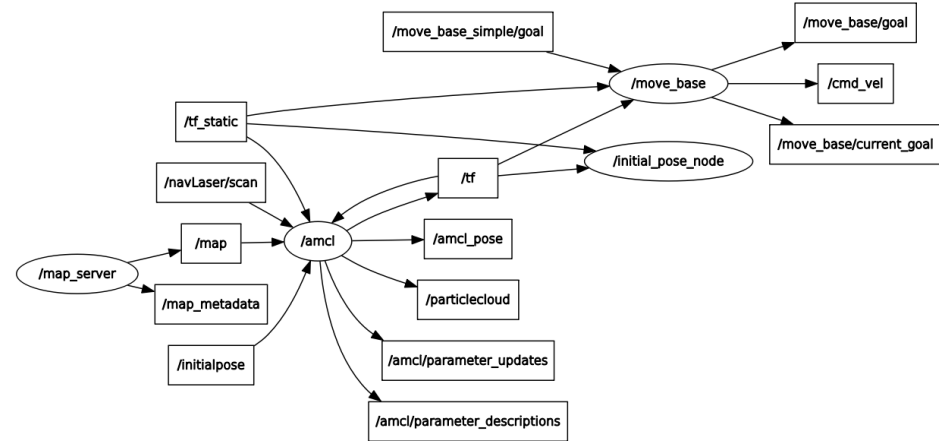 /move_base_simple/goal
/move_base/goal
/move_base
/cmd_vel
/tf_static
/move_base/current_goal
/initial_pose_node
/navLaser/scan
/tf
/map
/amcl
/amcl_pose
/map_server
/map_metadata
/particlecloud
/initialpose
/amcl/parameter_updates
/amcl/parameter_descriptions